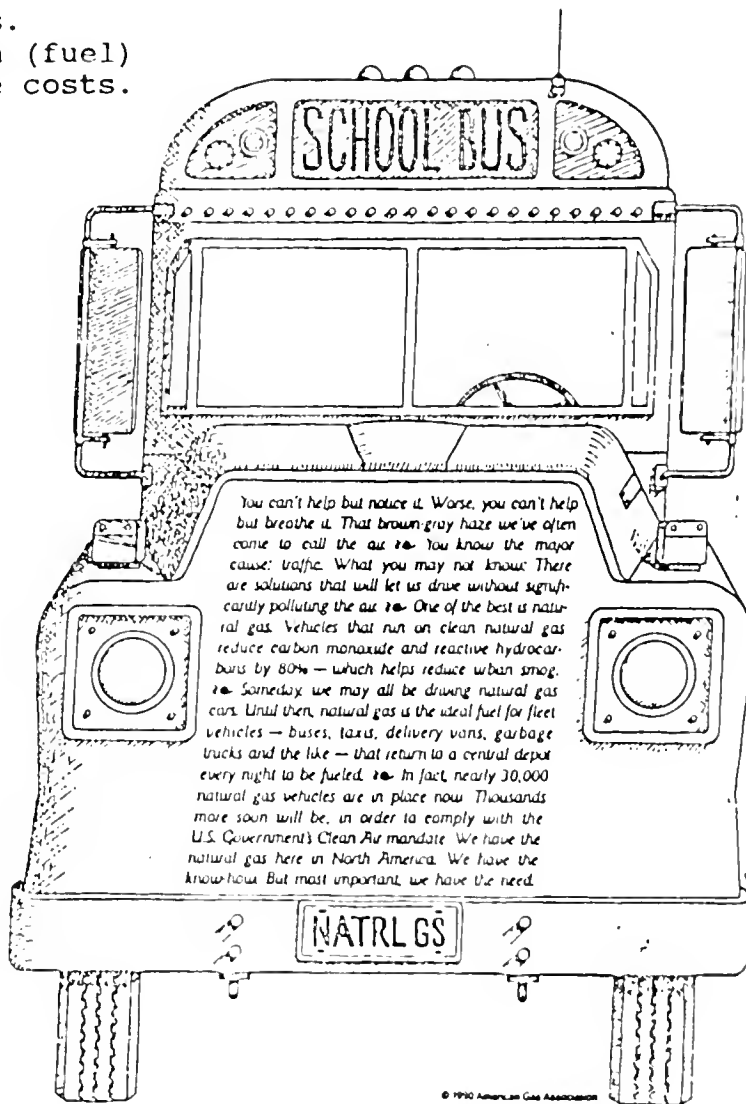 s.
(fuel)
costs.
SCHOOL BUS
You can't help but notice it. Worse, you can't help
but breathe it. That brown-gray haze we've often
come to call the air ❧ You know the major
cause: traffic. What you may not know: There
are solutions that will let us drive without signifi-
cantly polluting the air ❧ One of the best is natu-
ral gas. Vehicles that run on clean natural gas
reduce carbon monoxide and reactive hydrocar-
bons by 80% — which helps reduce urban smog.
❧ Someday, we may all be driving natural gas
cars. Until then, natural gas is the ideal fuel for fleet
vehicles — buses, taxis, delivery vans, garbage
trucks and the like — that return to a central depot
every night to be fueled. ❧ In fact, nearly 30,000
natural gas vehicles are in place now. Thousands
more soon will be, in order to comply with the
U.S. Government's Clean Air mandate. We have the
natural gas here in North America. We have the
know-how. But most important, we have the need.
NATRL GS
© 1990 American Gas Association